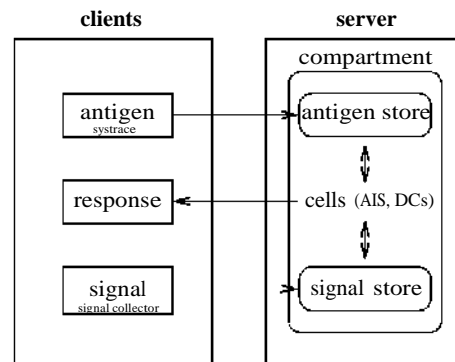 clients
server
compartment
antigen
systrace
antigen store
response
cells (AIS, DCs)
signal
signal collector
signal store